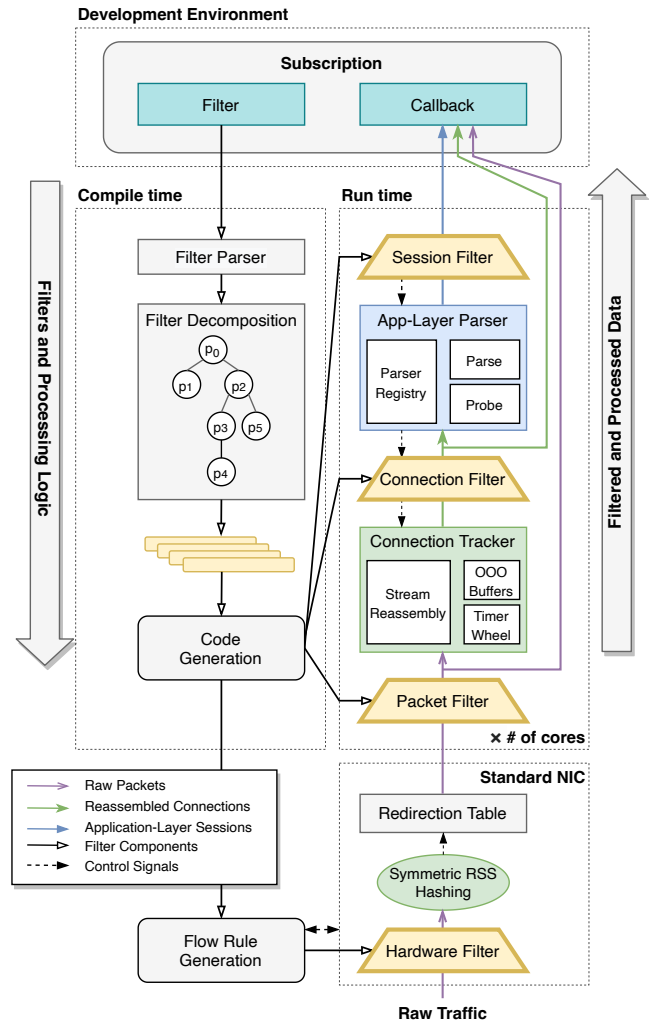 Development Environment
Subscription
Filter
Callback
Filters and Processing Logic
Compile time
Filter Parser
Filter Decomposition
p0
p1
p2
p3
p5
p4
Code
Generation
Run time
Session Filter
App-Layer Parser
Parser
Registry
Parse
Probe
Connection Filter
Connection Tracker
Stream
Reassembly
OOO
Buffers
Timer
Wheel
Packet Filter
× # of cores
Filtered and Processed Data
Raw Packets
Reassembled Connections
Application-Layer Sessions
Filter Components
Control Signals
Standard NIC
Redirection Table
Symmetric RSS
Hashing
Flow Rule
Generation
Hardware Filter
Raw Traffic